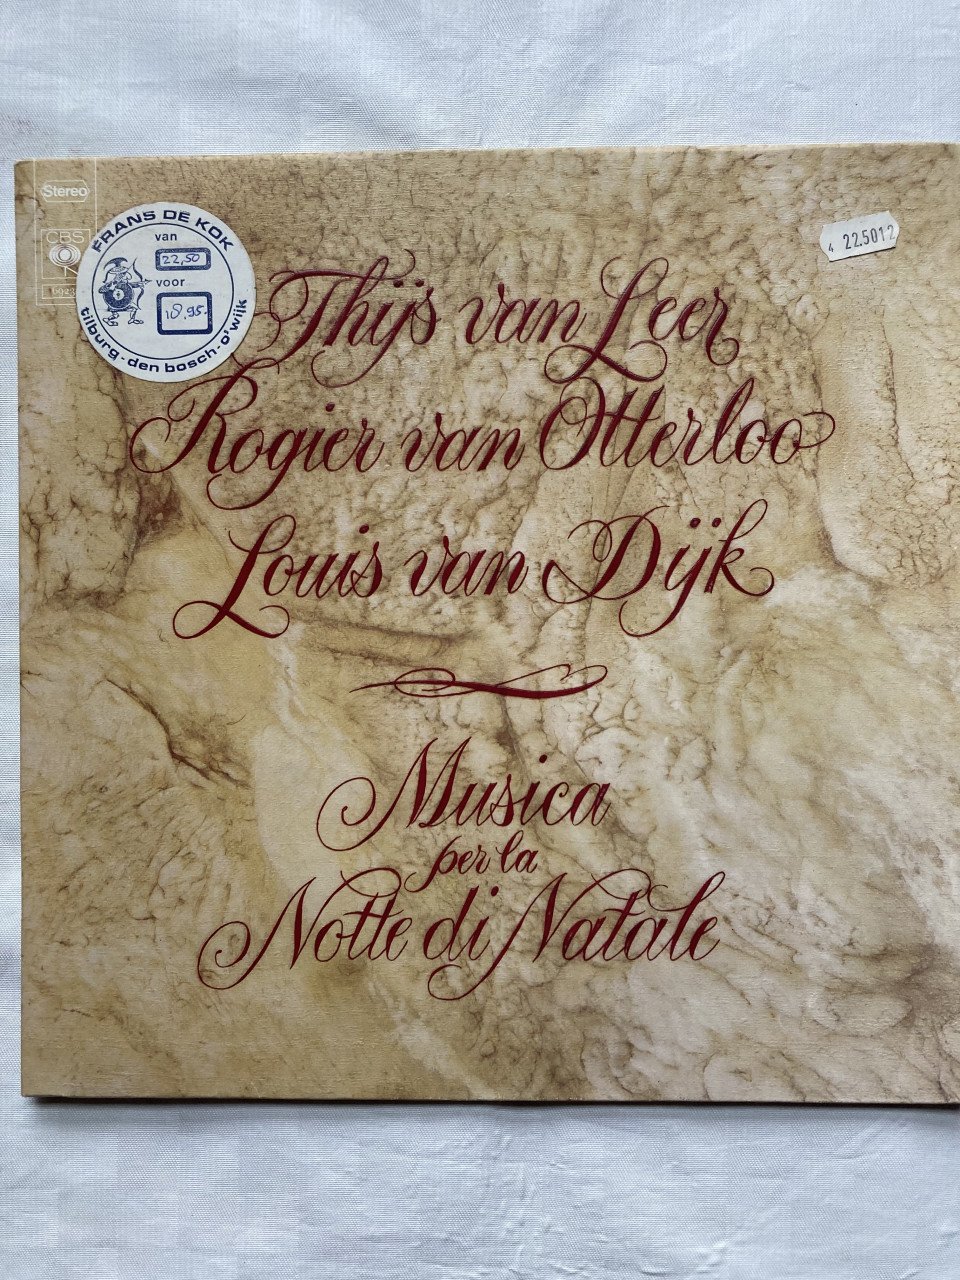 Stereo
CBS
FRANS DE KOK
van
22,50
voor
18,95.
tilburg-den bosch-o'wijk
4 225012
Thijs van Leer
Rogier van Otterloo
Louis van Dijk
Musica
per la
Notte di Natale